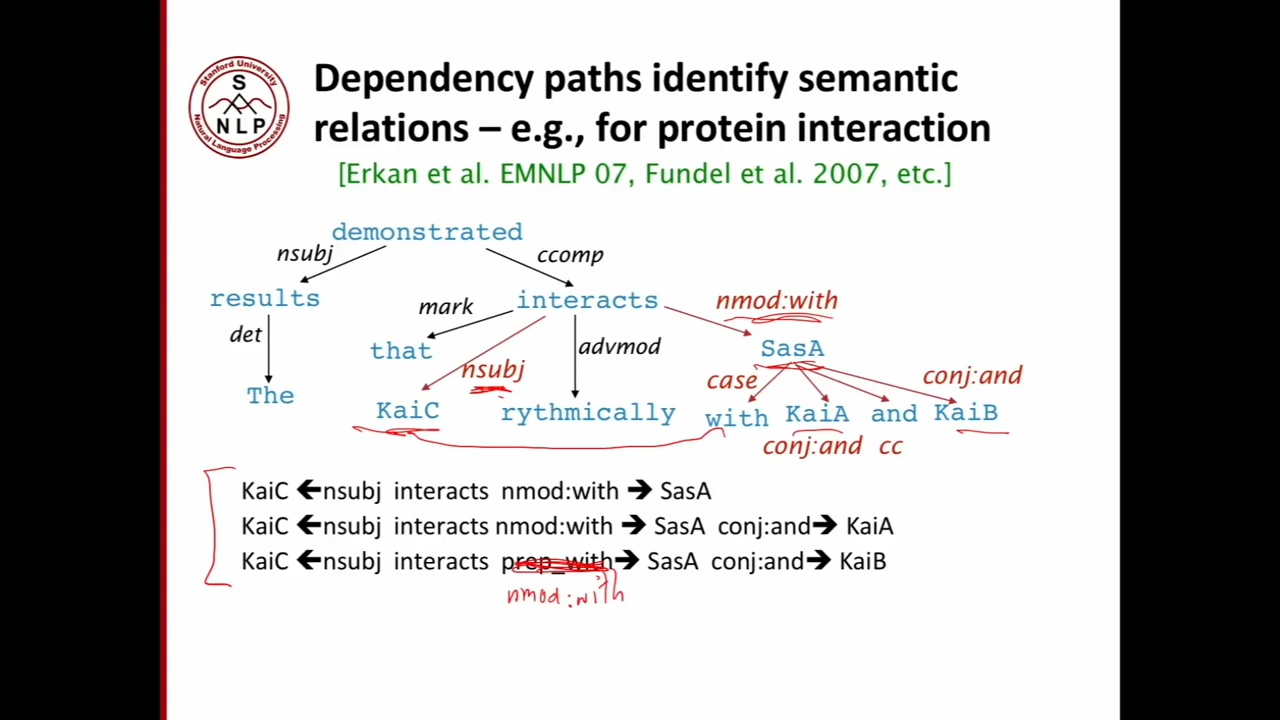 Stanford University
S
NLP
Natural Language Processing
Dependency paths identify semantic
relations – e.g., for protein interaction
[Erkan et al. EMNLP 07, Fundel et al. 2007, etc.]
demonstrated
nsubj
ccomp
results
mark
interacts
nmod:with
det
that
nsubj
advmod
SasA
The
case
conj:and
KaiC
rythmically
with KaiA and KaiB
conj:and cc
KaiC 🡸nsubj interacts nmod:with 🡺 SasA
KaiC 🡸nsubj interacts nmod:with 🡺 SasA conj:and🡺 KaiA
KaiC 🡸nsubj interacts prep_with🡺 SasA conj:and🡺 KaiB
nmod:with